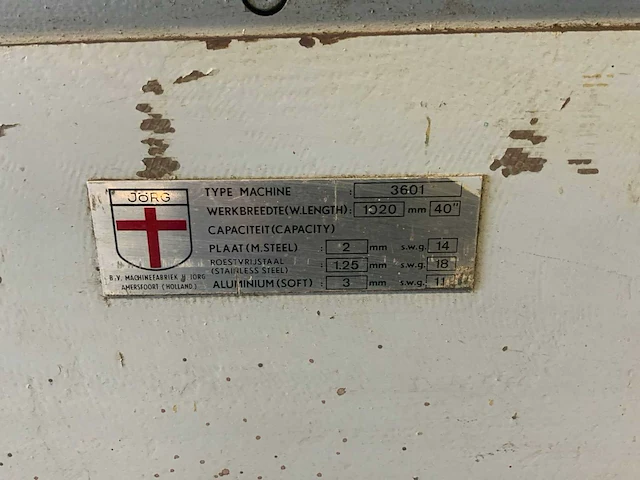 JÖRG
B.V. MACHINEFABRIEK V/H JÖRG
AMERSFOORT (HOLLAND)
TYPE MACHINE : 3601
WERKBREEDTE(W.LENGTH): 1020 mm 40"
CAPACITEIT(CAPACITY)
PLAAT(M.STEEL) : 2 mm s.w.g. 14
ROESTVRIJSTAAL
(STAINLESS STEEL) : 1.25 mm s.w.g. 18
ALUMINIUM(SOFT) : 3 mm s.w.g. 11